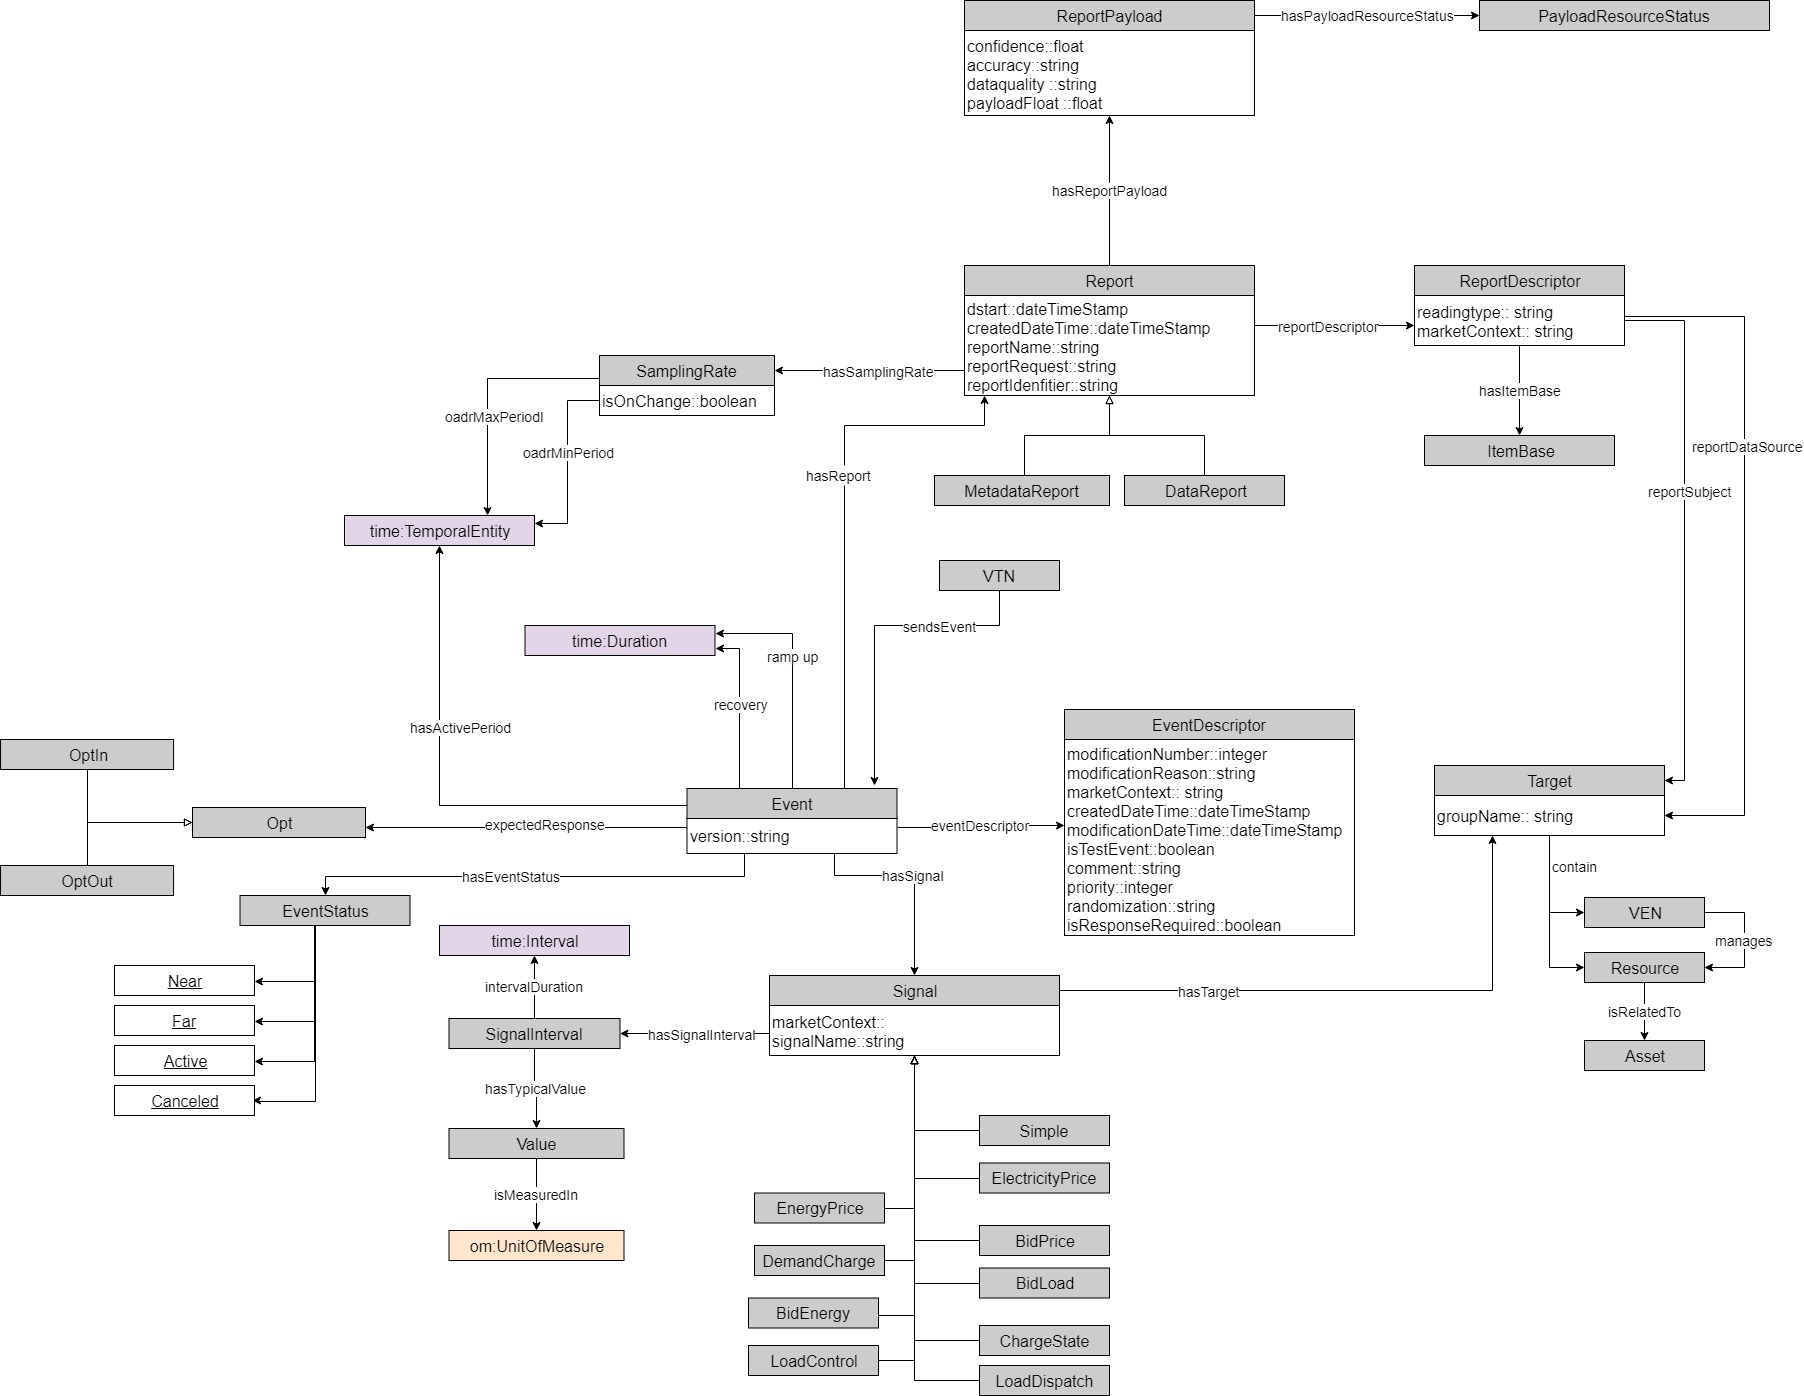 ReportPayload
confidence::float
accuracy::string
dataquality ::string
payloadFloat ::float
hasPayloadResourceStatus
PayloadResourceStatus
hasReportPayload
Report
dstart::dateTimeStamp
createdDateTime::dateTimeStamp
reportName::string
reportRequest::string
reportIdenfitier::string
reportDescriptor
ReportDescriptor
readingtype:: string
marketContext:: string
hasItemBase
ItemBase
reportDataSource
reportSubject
hasSamplingRate
SamplingRate
isOnChange::boolean
oadrMaxPeriodl
oadrMinPeriod
time:TemporalEntity
MetadataReport
DataReport
hasReport
VTN
sendsEvent
time:Duration
ramp up
recovery
hasActivePeriod
OptIn
Opt
OptOut
expectedResponse
Event
version::string
eventDescriptor
EventDescriptor
modificationNumber::integer
modificationReason::string
marketContext:: string
createdDateTime::dateTimeStamp
modificationDateTime::dateTimeStamp
isTestEvent::boolean
comment::string
priority::integer
randomization::string
isResponseRequired::boolean
Target
groupName:: string
contain
VEN
manages
Resource
isRelatedTo
Asset
hasEventStatus
EventStatus
Near
Far
Active
Canceled
hasSignal
Signal
marketContext::
signalName::string
hasTarget
hasSignalInterval
time:Interval
intervalDuration
SignalInterval
hasTypicalValue
Value
isMeasuredIn
om:UnitOfMeasure
Simple
ElectricityPrice
EnergyPrice
BidPrice
DemandCharge
BidLoad
BidEnergy
ChargeState
LoadControl
LoadDispatch